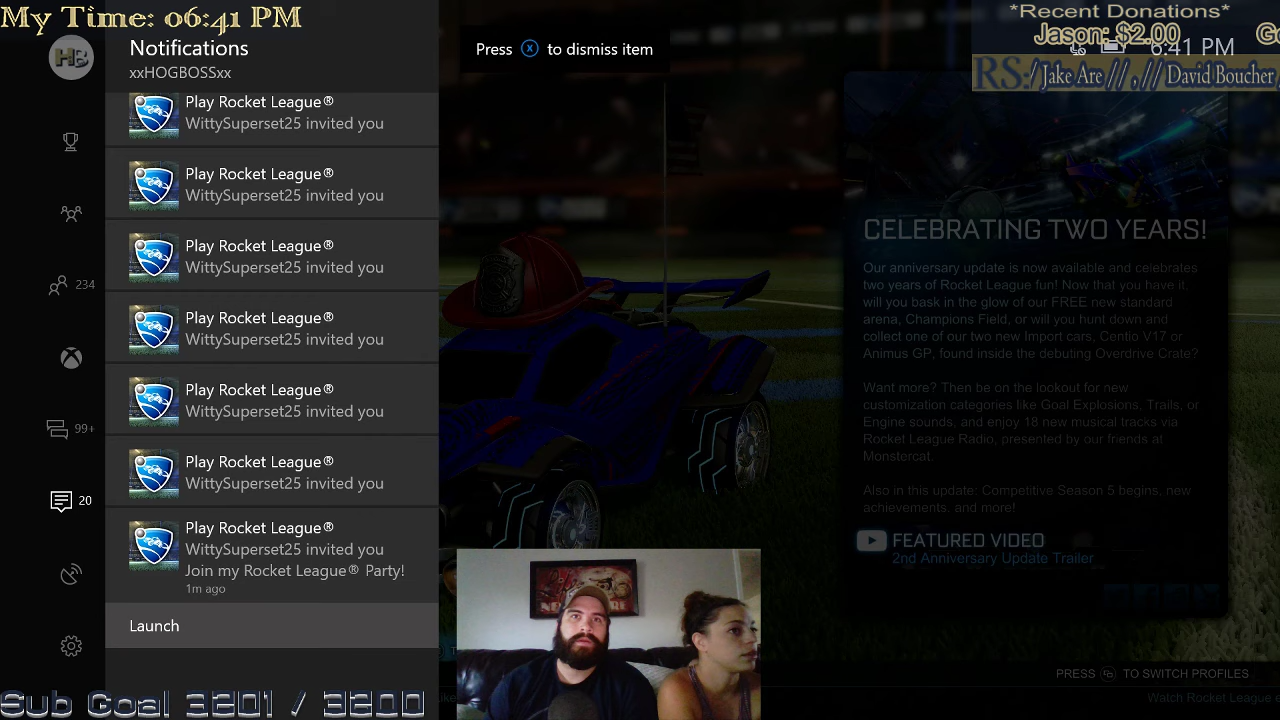 My Time: 06:41 PM
*Recent Donations*
Jason: $2.00
6:41 PM
RS:/ Jake Are // , // David Boucher
HB
Notifications
xxHOGBOSSxx
Press X to dismiss item
Play Rocket League®
WittySuperset25 invited you
Play Rocket League®
WittySuperset25 invited you
Play Rocket League®
WittySuperset25 invited you
Play Rocket League®
WittySuperset25 invited you
Play Rocket League®
WittySuperset25 invited you
Play Rocket League®
WittySuperset25 invited you
Play Rocket League®
WittySuperset25 invited you
Join my Rocket League® Party!
1m ago
Launch
234
99+
20
CELEBRATING TWO YEARS!
Our anniversary update is now available and celebrates
two years of Rocket League fun! Now that you have it,
will you bask in the glow of our FREE new standard
arena, Champions Field, or will you hunt down and
collect one of our two new Import cars, Centio V17 or
Animus GP, found inside the debuting Overdrive Crate?
Want more? Then be on the lookout for new
customization categories like Goal Explosions, Trails, or
Engine sounds, and enjoy 18 new musical tracks via
Rocket League Radio, presented by our friends at
Monstercat.
Also in this update: Competitive Season 5 begins, new
achievements, and more!
FEATURED VIDEO
2nd Anniversary Update Trailer
PRESS TO SWITCH PROFILES
Watch Rocket League
Sub Goal 3201 / 3200